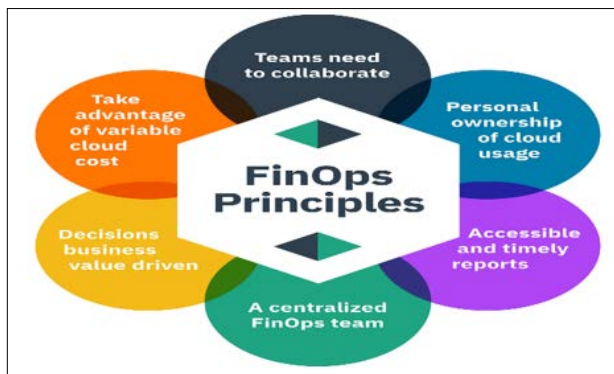 Teams need
to collaborate
Personal
ownership
of cloud
usage
Accessible
and timely
reports
A centralized
FinOps team
Decisions
business
value driven
Take
advantage
of variable
cloud
cost
FinOps
Principles